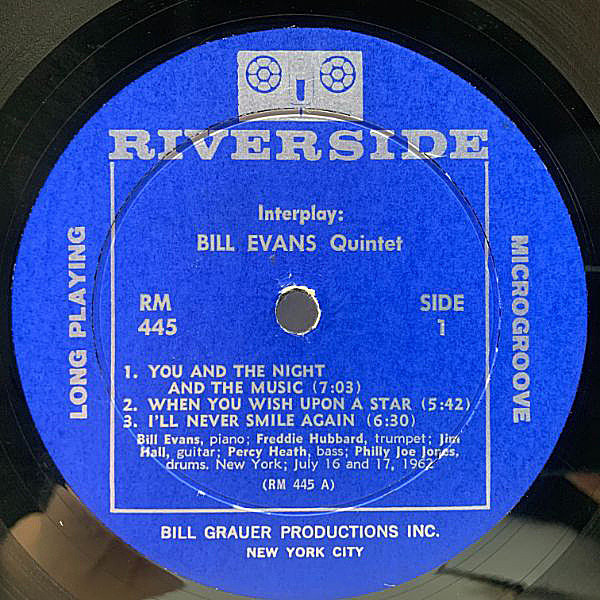 RIVERSIDE
Interplay:
BILL EVANS Quintet
LONG PLAYING
MICROGROOVE
RM
445
SIDE
1
1. YOU AND THE NIGHT
AND THE MUSIC (7:03)
2. WHEN YOU WISH UPON A STAR (5:42)
3. I'LL NEVER SMILE AGAIN (6:30)
Bill Evans, piano; Freddie Hubbard, trumpet; Jim
Hall, guitar; Percy Heath, bass; Philly Joe Jones,
drums. New York; July 16 and 17, 1962
(RM 445 A)
BILL GRAUER PRODUCTIONS INC.
NEW YORK CITY